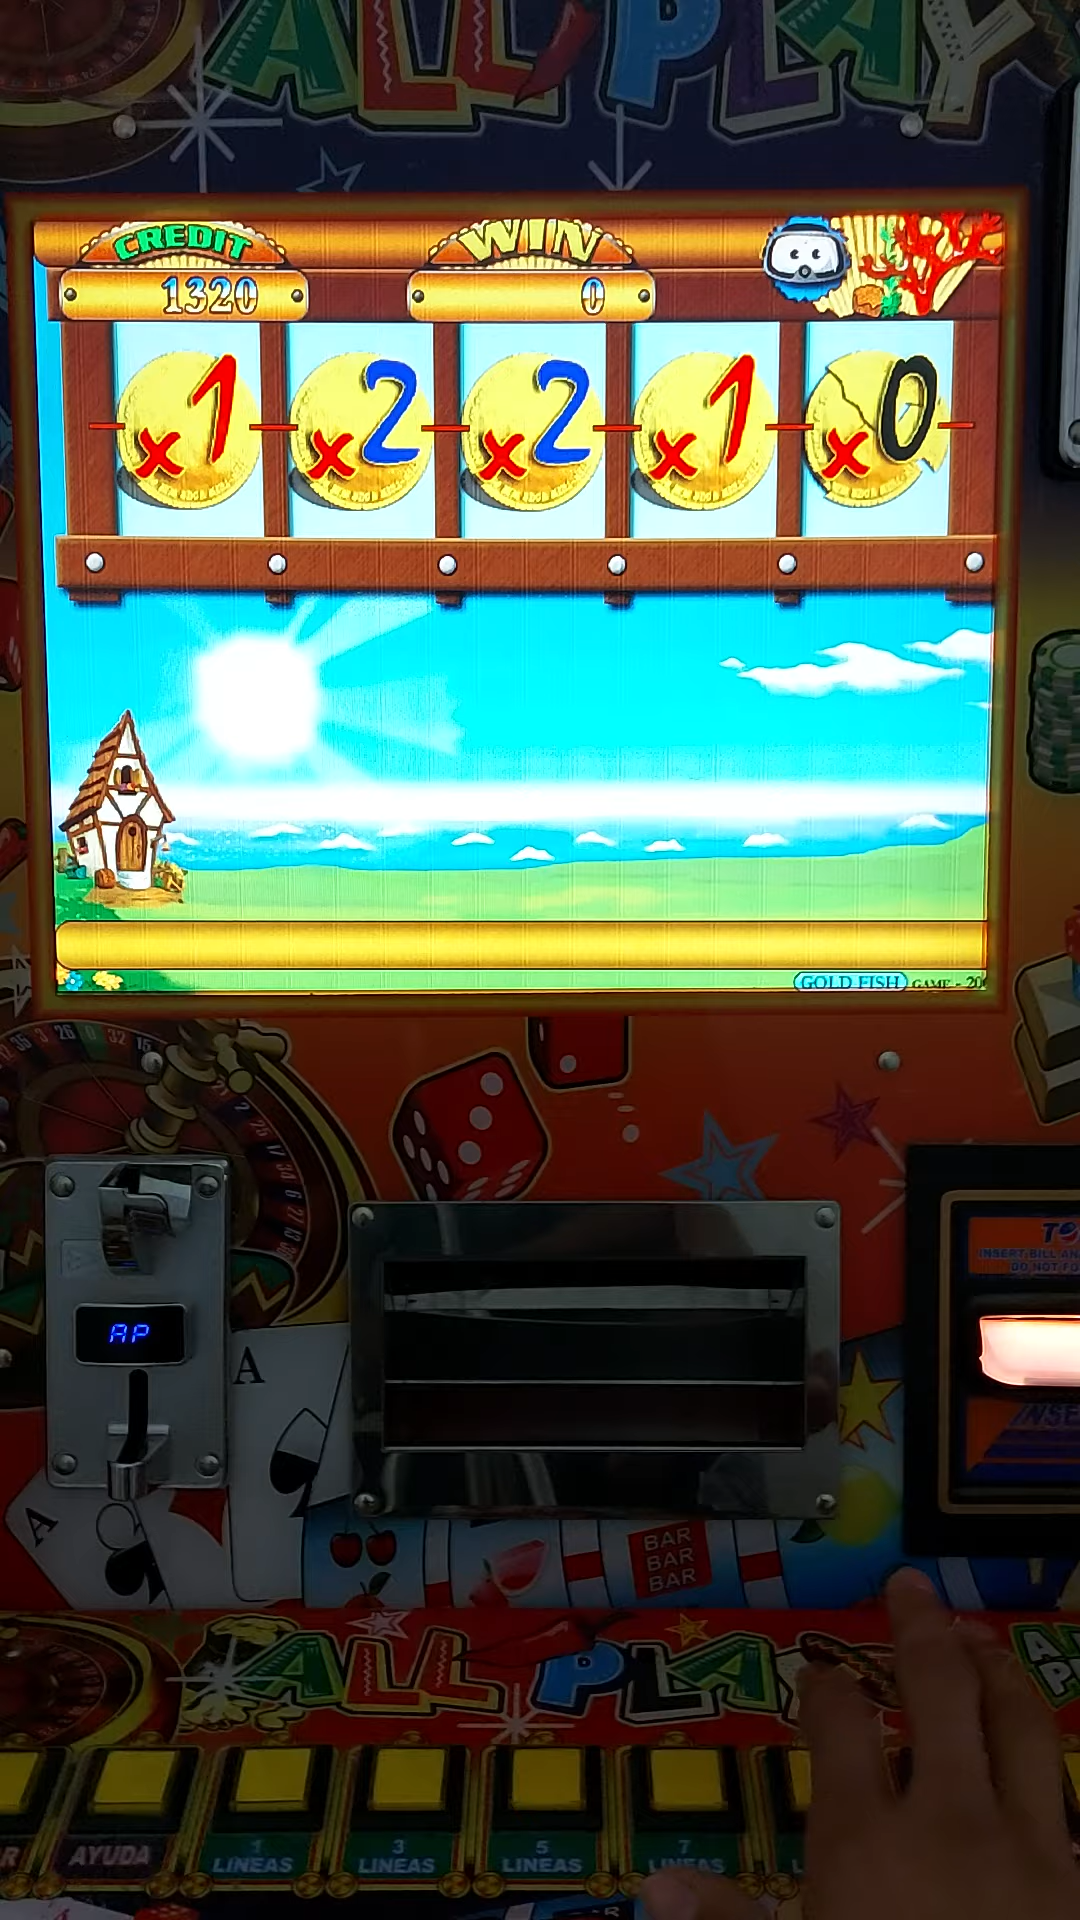 ALL PLAY
CREDIT
WIN
1320
0
x1
x2
x2
x1
x0
GOLD FISH GAME - 20
AP
INSERT BILL AN
DO NOT FO
A
A
BAR
BAR
BAR
ALL PLAY
AYUDA
1
LINEAS
3
LINEAS
5
LINEAS
7
LINEAS